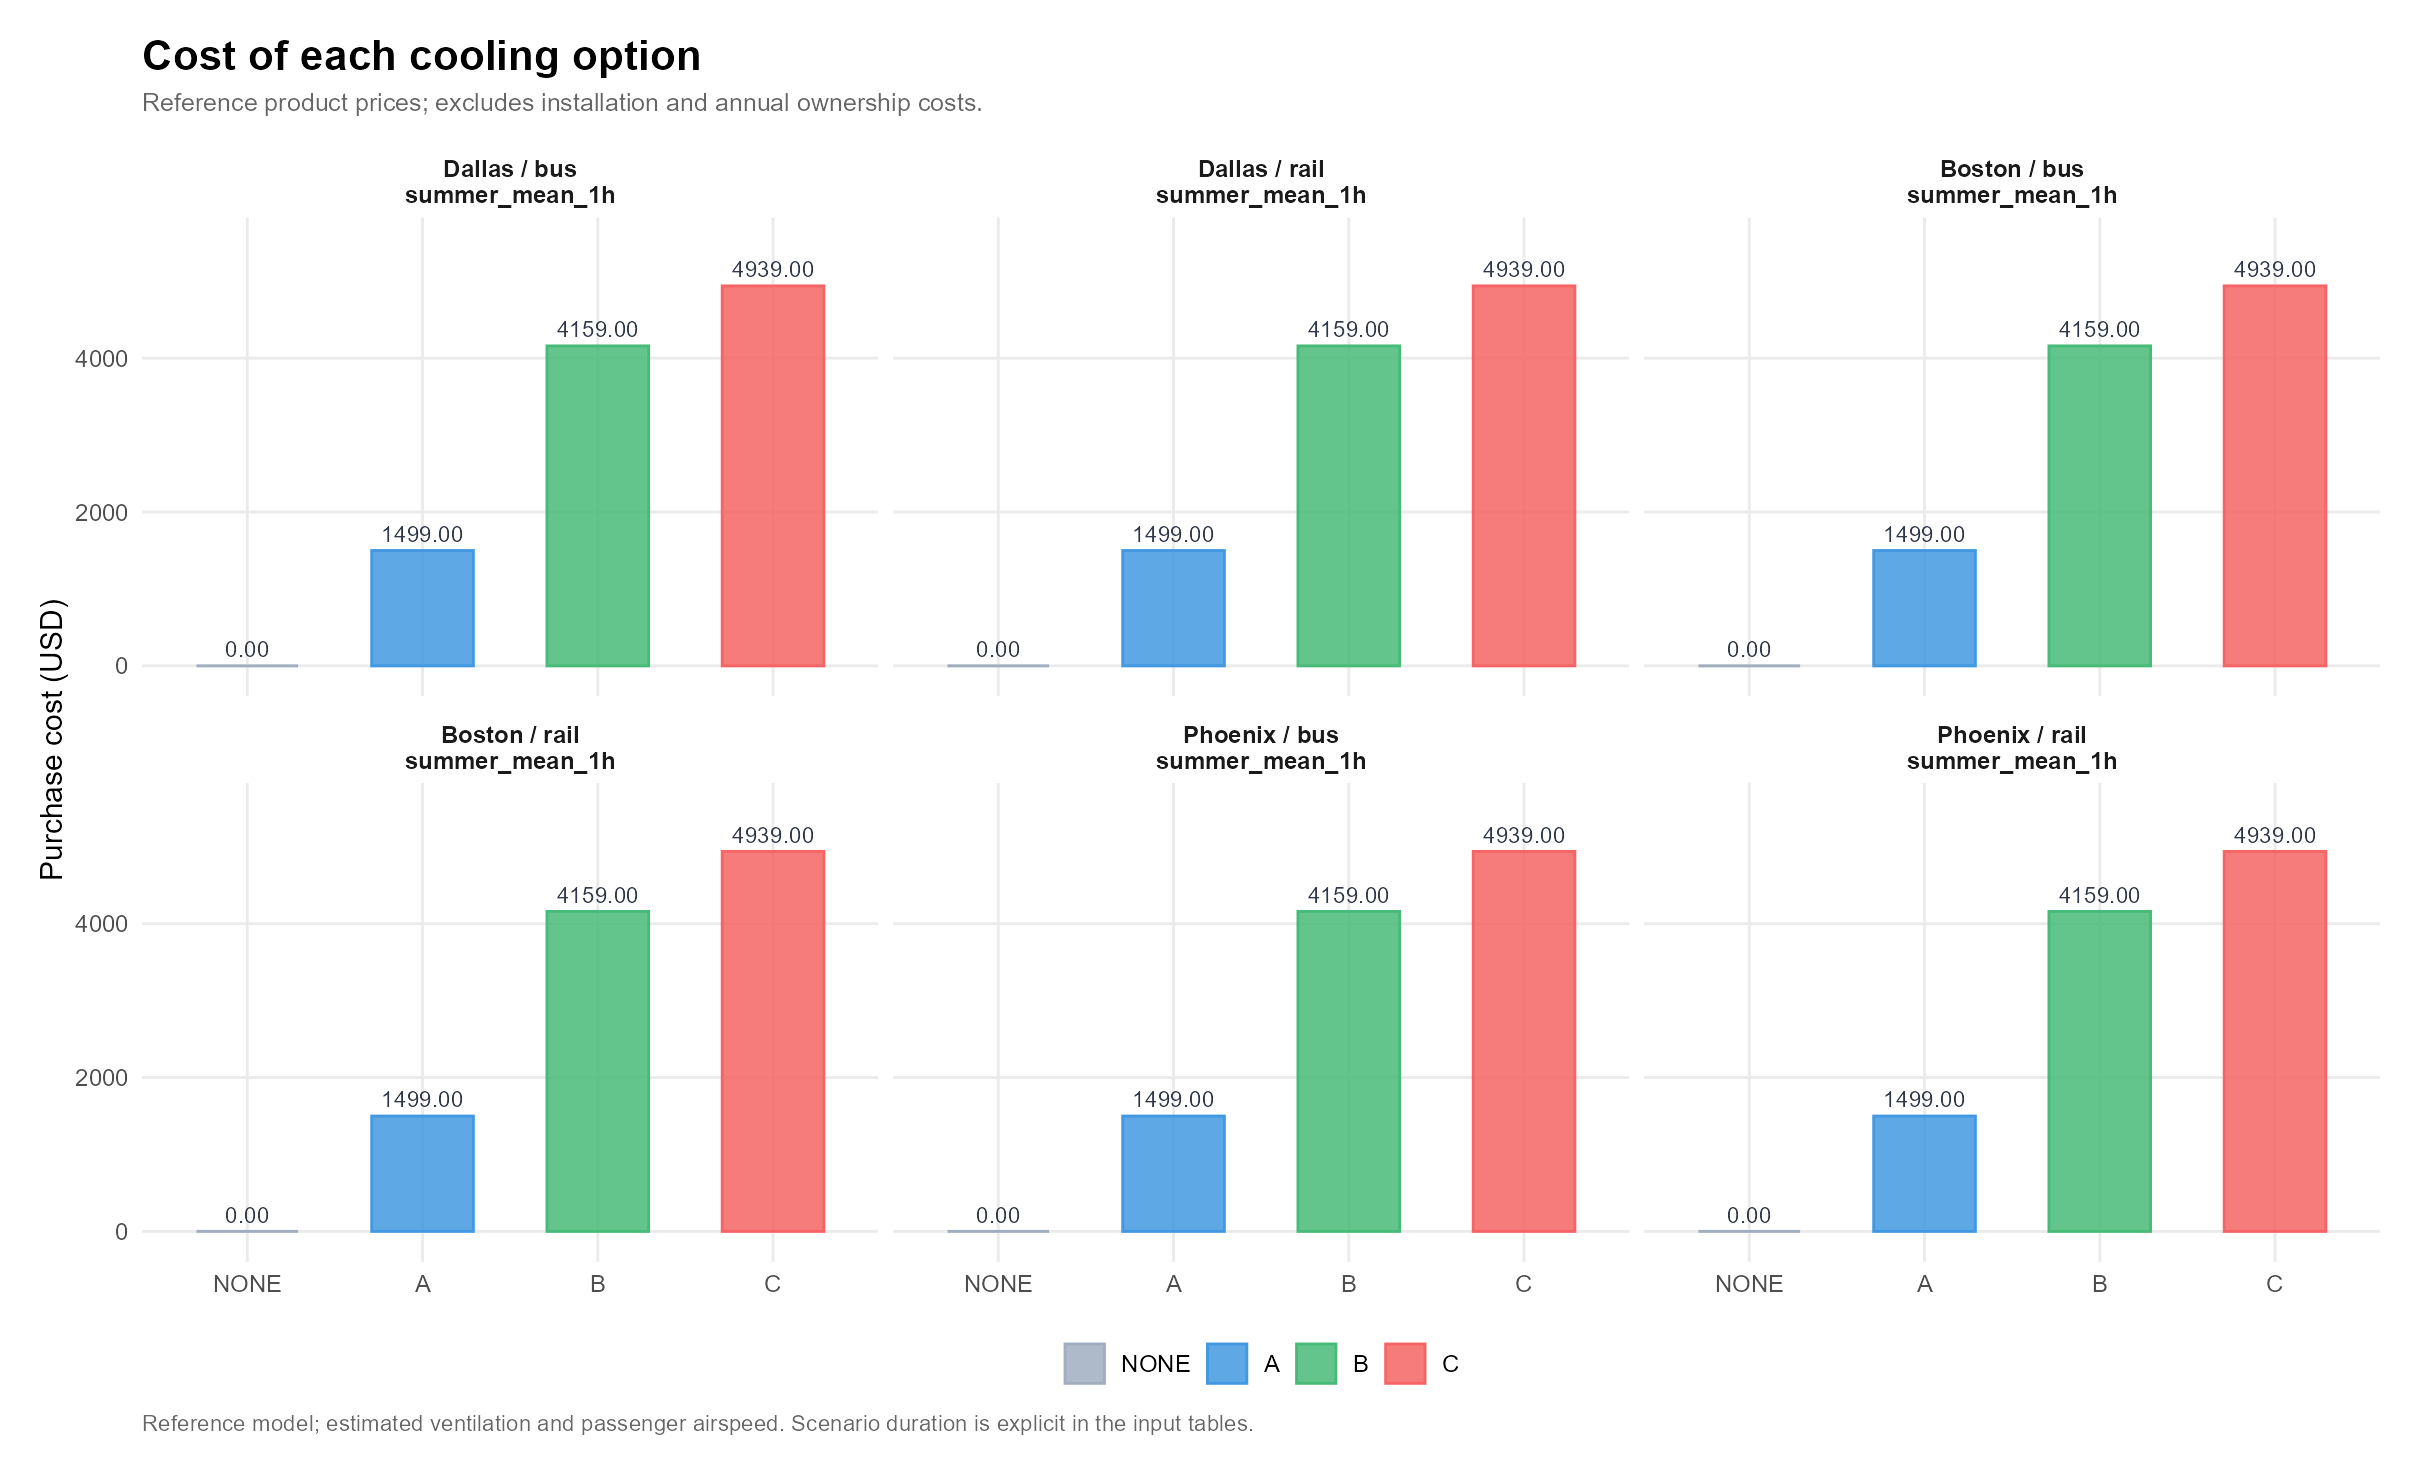 Cost of each cooling option
Reference product prices; excludes installation and annual ownership costs.
Dallas / bus
summer_mean_1h
Dallas / rail
summer_mean_1h
Boston / bus
summer_mean_1h
Purchase cost (USD)
4000
2000
0
0.00
1499.00
4159.00
4939.00
0.00
1499.00
4159.00
4939.00
0.00
1499.00
4159.00
4939.00
Boston / rail
summer_mean_1h
Phoenix / bus
summer_mean_1h
Phoenix / rail
summer_mean_1h
4000
2000
0
0.00
1499.00
4159.00
4939.00
0.00
1499.00
4159.00
4939.00
0.00
1499.00
4159.00
4939.00
NONE A B C
NONE A B C
NONE A B C
NONE A B C
Reference model; estimated ventilation and passenger airspeed. Scenario duration is explicit in the input tables.